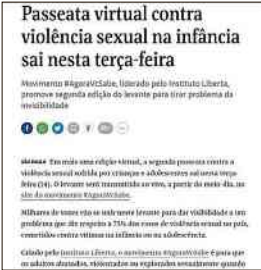 Passeata virtual contra
violência sexual na infância
sai nesta terça-feira
Movimento #AgoraVcSabe, liderado pelo Instituto Liberta,
promove segunda edição do levante para tirar problema da
invisibilidade
Em mais uma edição virtual, a segunda passeata contra a
violência sexual sofrida por crianças e adolescentes sai nesta terça-
feira (24). O levante será transmitido ao vivo, a partir do meio-dia, no
site do movimento #AgoraVcSabe.
Milhares de vozes vão se unir neste levante para dar visibilidade a um
problema que diz respeito a 75% dos casos de violência sexual no país,
cometidos contra vítimas na infância ou na adolescência.
Criado pelo Instituto Liberta, o movimento #AgoraVcSabe é para que
os adultos abusados, violentados ou explorados sexualmente quando